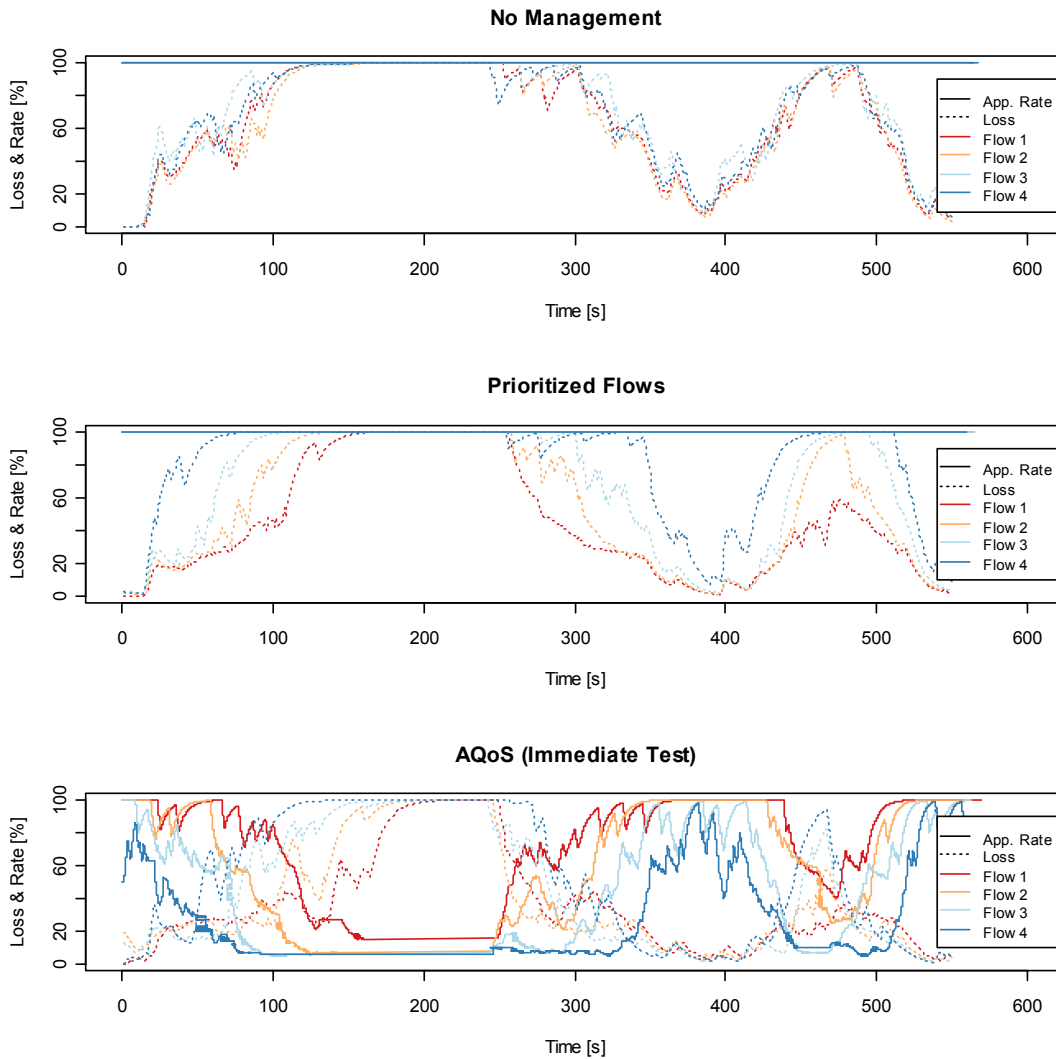 No Management
Loss & Rate [%]
0 20 60 100
App. Rate
Loss
Flow 1
Flow 2
Flow 3
Flow 4
0 100 200 300 400 500 600
Time [s]
Prioritized Flows
Loss & Rate [%]
0 20 60 100
App. Rate
Loss
Flow 1
Flow 2
Flow 3
Flow 4
0 100 200 300 400 500 600
Time [s]
AQoS (Immediate Test)
Loss & Rate [%]
0 20 60 100
App. Rate
Loss
Flow 1
Flow 2
Flow 3
Flow 4
0 100 200 300 400 500 600
Time [s]